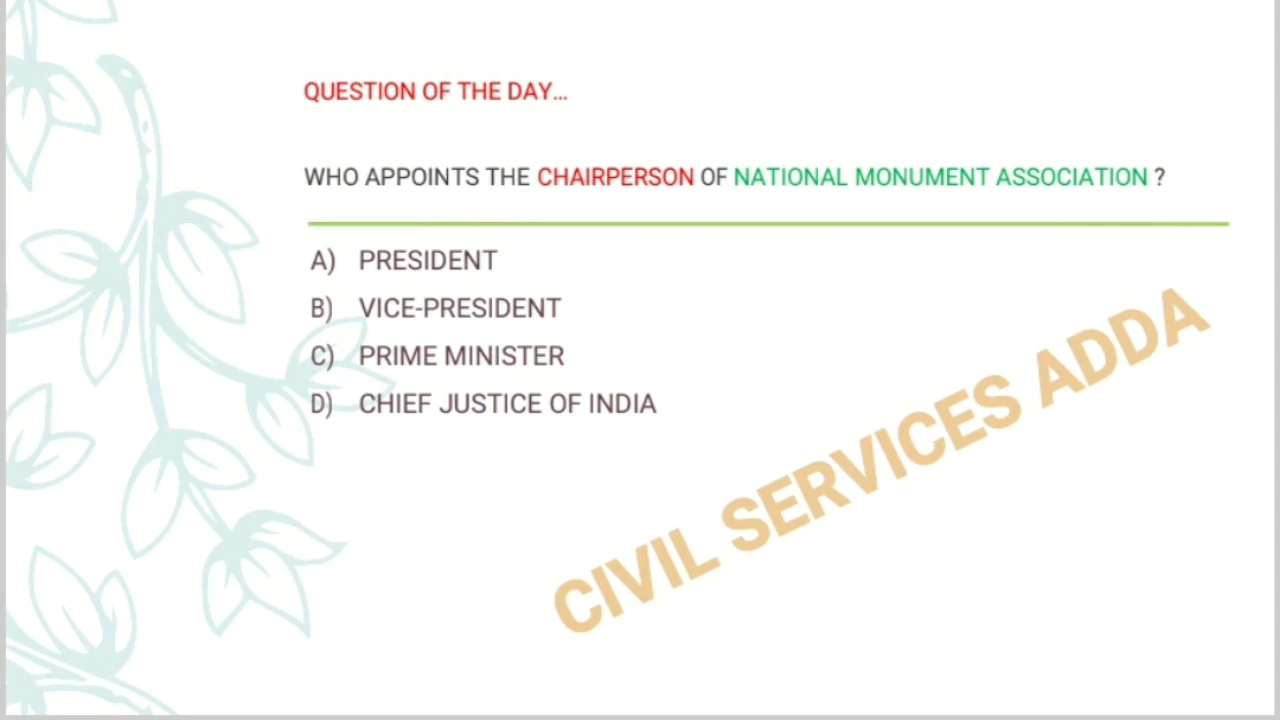 QUESTION OF THE DAY...
WHO APPOINTS THE CHAIRPERSON OF NATIONAL MONUMENT ASSOCIATION ?
A) PRESIDENT
B) VICE-PRESIDENT
C) PRIME MINISTER
D) CHIEF JUSTICE OF INDIA
CIVIL SERVICES ADDA